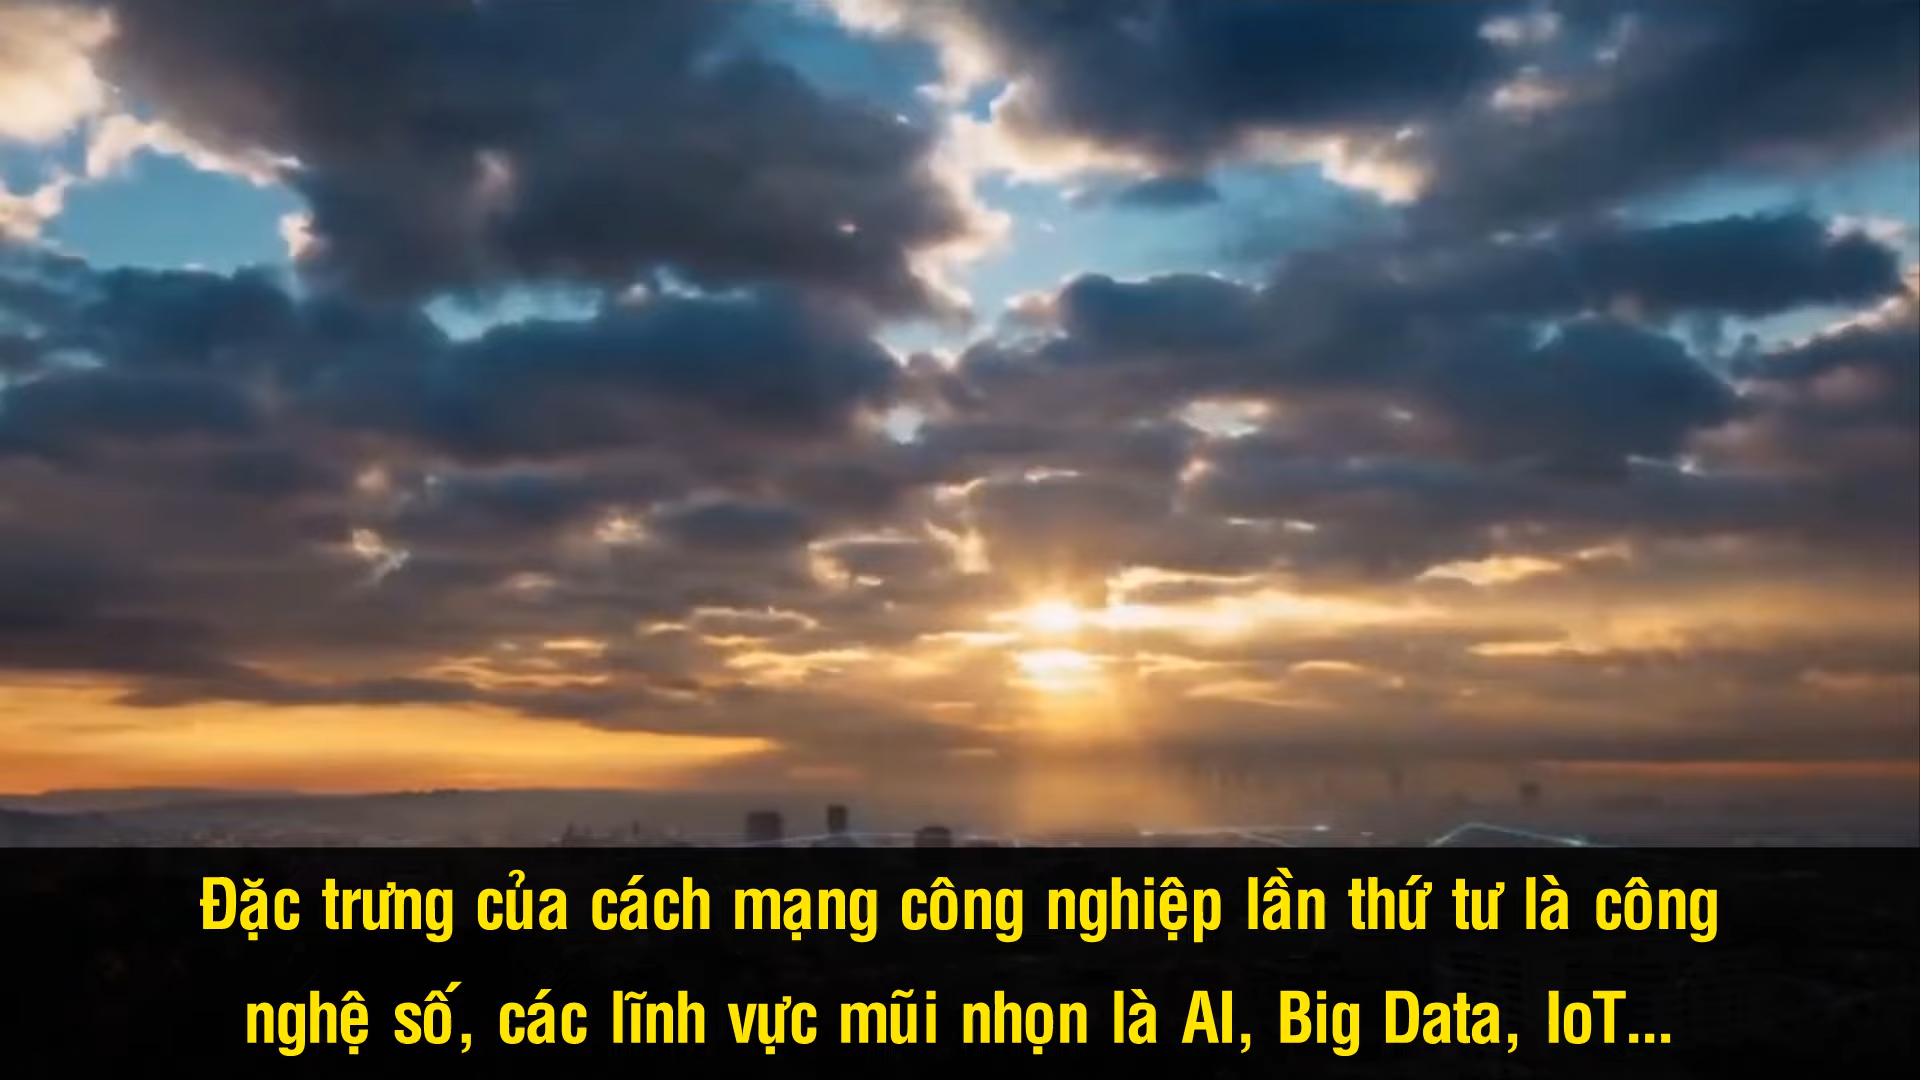 Đặc trưng của cách mạng công nghiệp lần thứ tư là công
nghệ số, các lĩnh vực mũi nhọn là AI, Big Data, IoT...